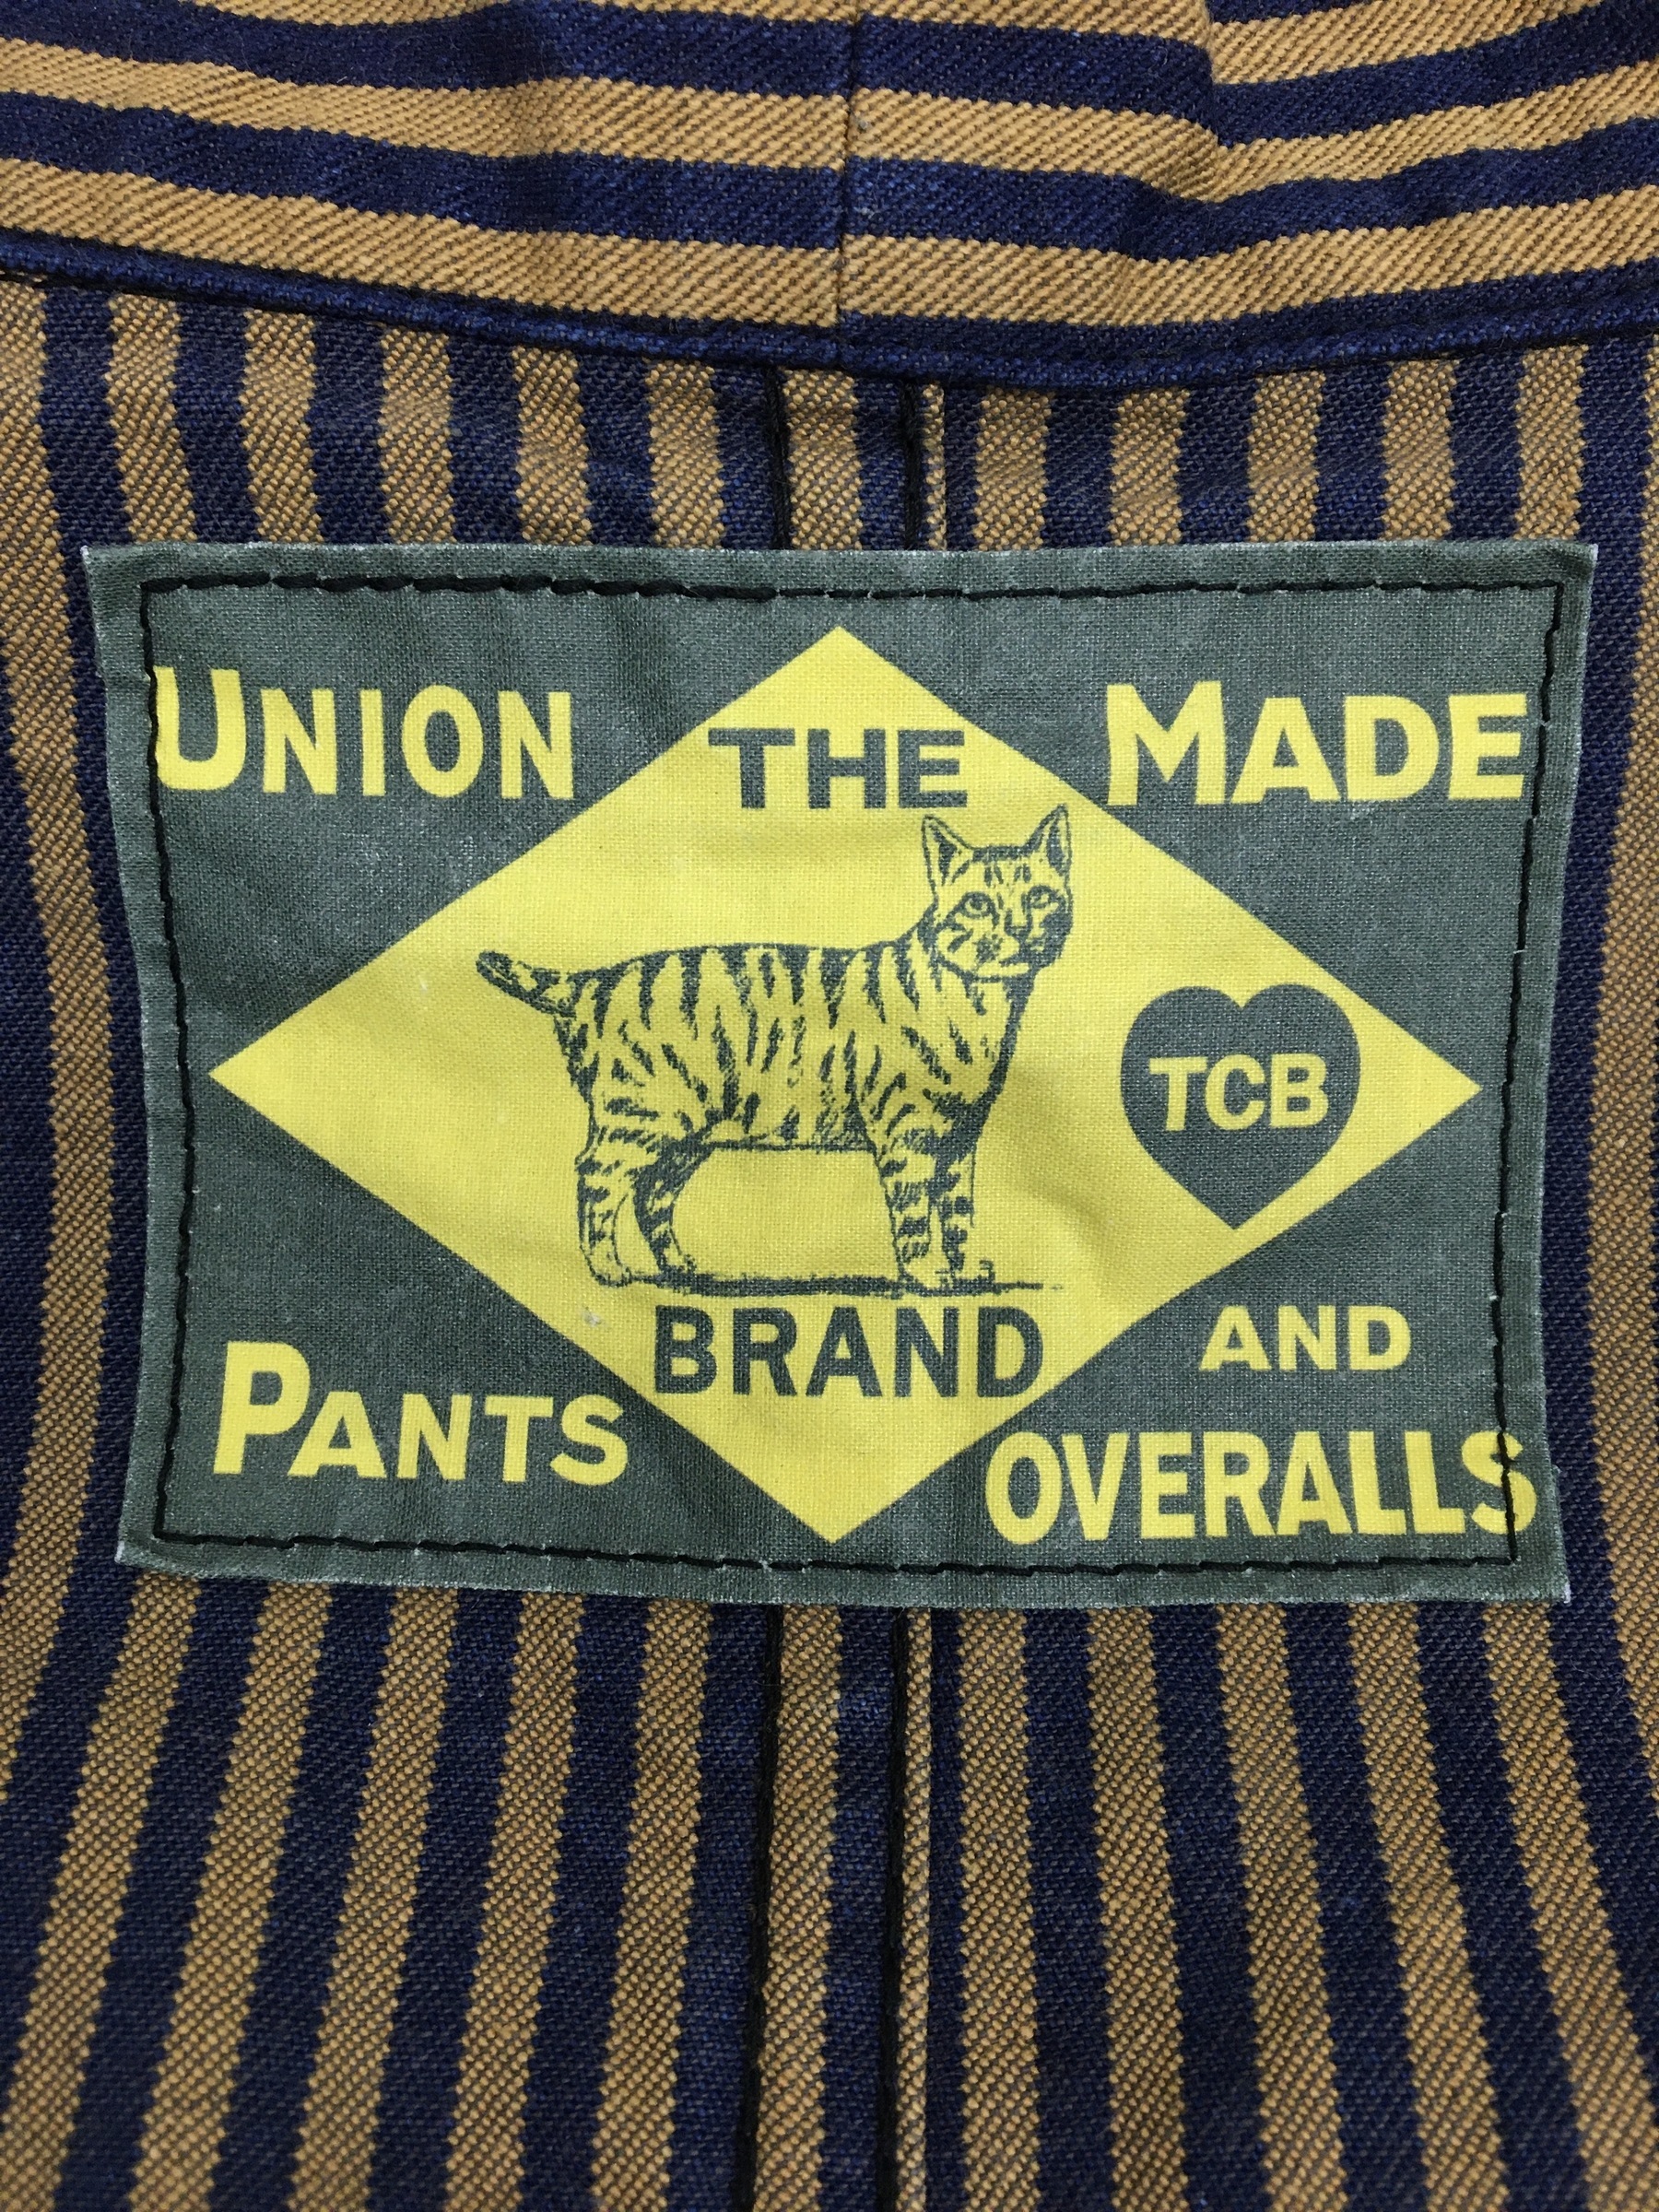 UNION THE MADE
TCB
BRAND
PANTS AND
OVERALLS